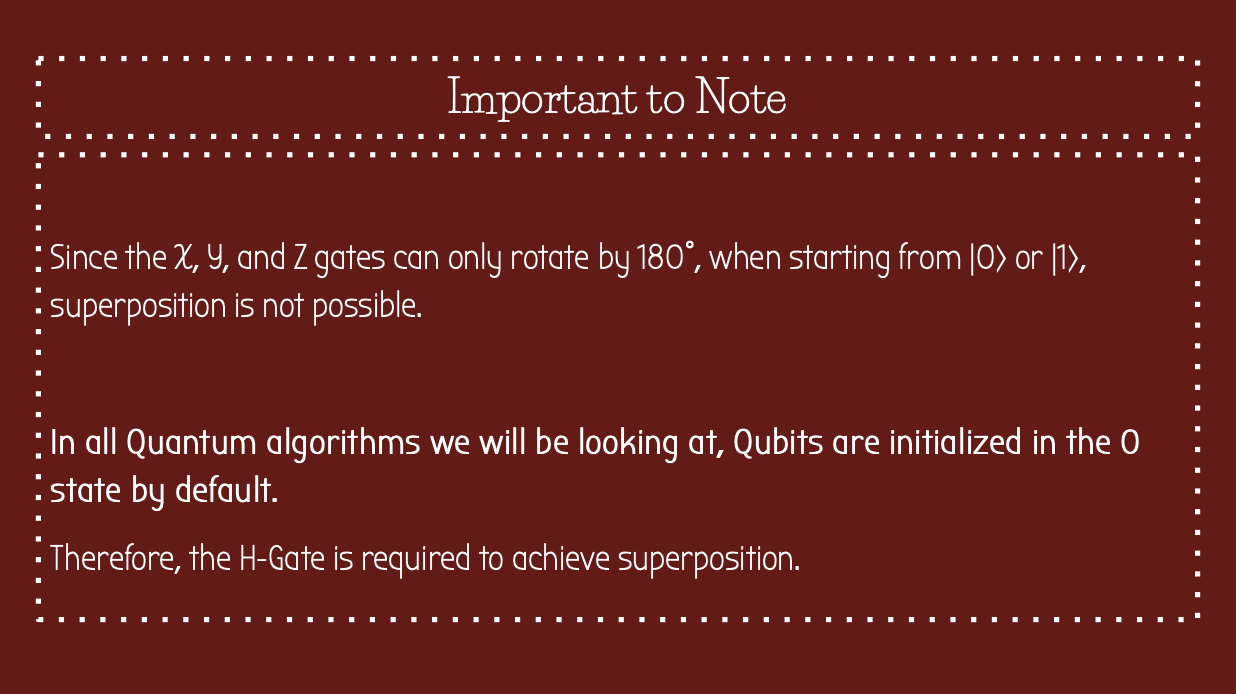 Important to Note
Since the X, Y, and Z gates can only rotate by 180°, when starting from |0⟩ or |1⟩,
superposition is not possible.
In all Quantum algorithms we will be looking at, Qubits are initialized in the 0
state by default.
Therefore, the H-Gate is required to achieve superposition.